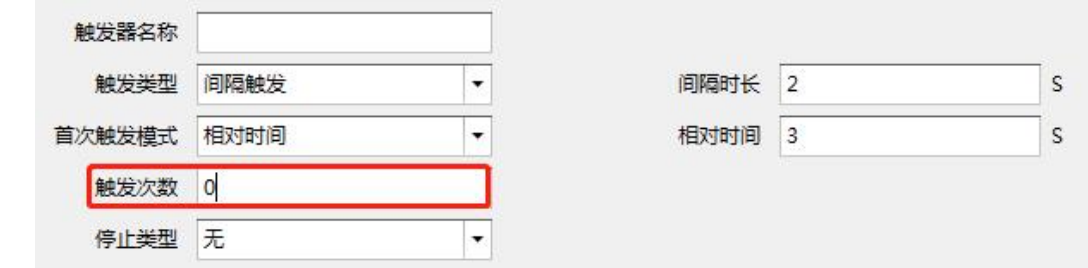 触发器名称
触发类型 间隔触发 间隔时长 2 S
首次触发模式 相对时间 相对时间 3 S
触发次数 0
停止类型 无